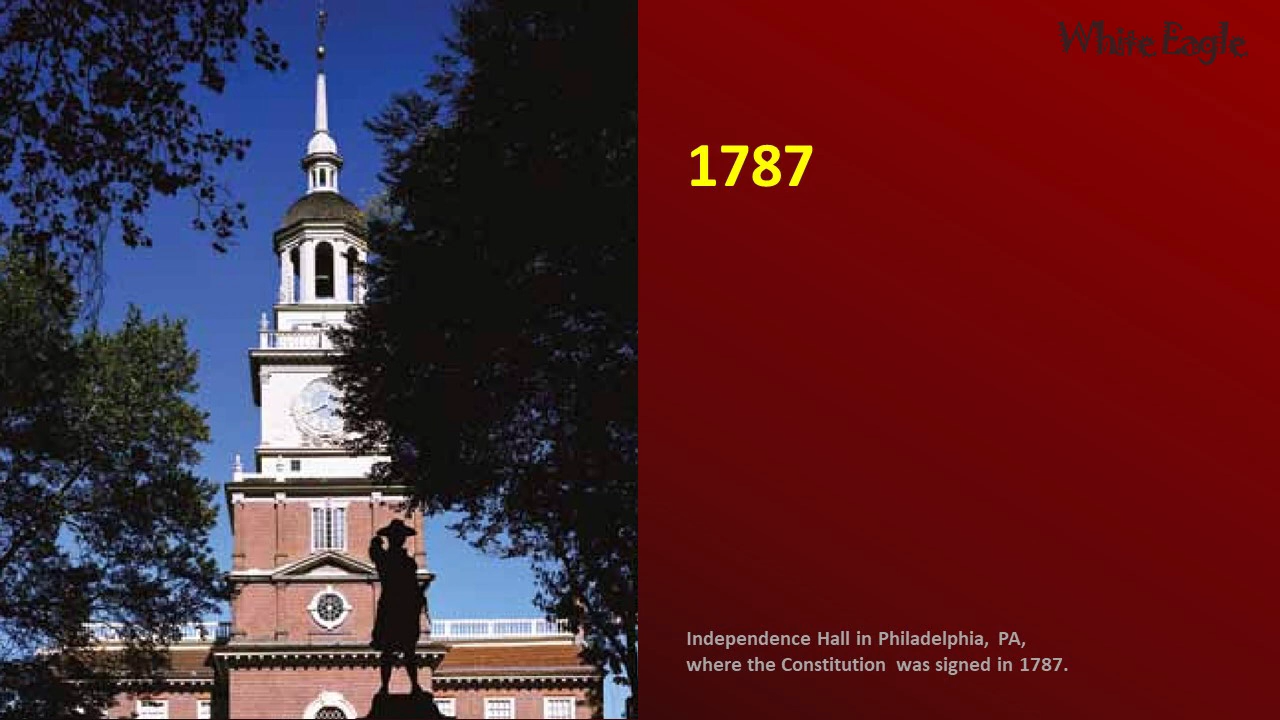 White Eagle
1787
Independence Hall in Philadelphia, PA,
where the Constitution was signed in 1787.